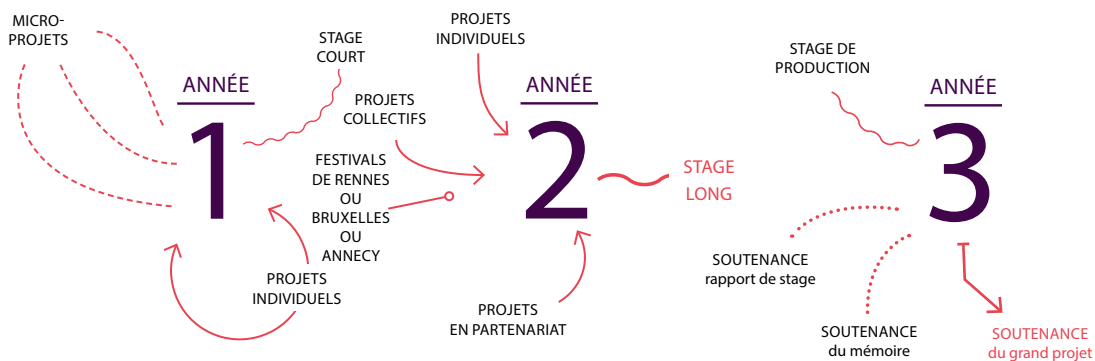 MICRO-
PROJETS
ANNÉE
1
STAGE
COURT
PROJETS
COLLECTIFS
FESTIVALS
DE RENNES
OU
BRUXELLES
OU
ANNECY
PROJETS
INDIVIDUELS
PROJETS
INDIVIDUELS
ANNÉE
2
STAGE
LONG
PROJETS
EN PARTENARIAT
STAGE DE
PRODUCTION
ANNÉE
3
SOUTENANCE
rapport de stage
SOUTENANCE
du mémoire
SOUTENANCE
du grand projet